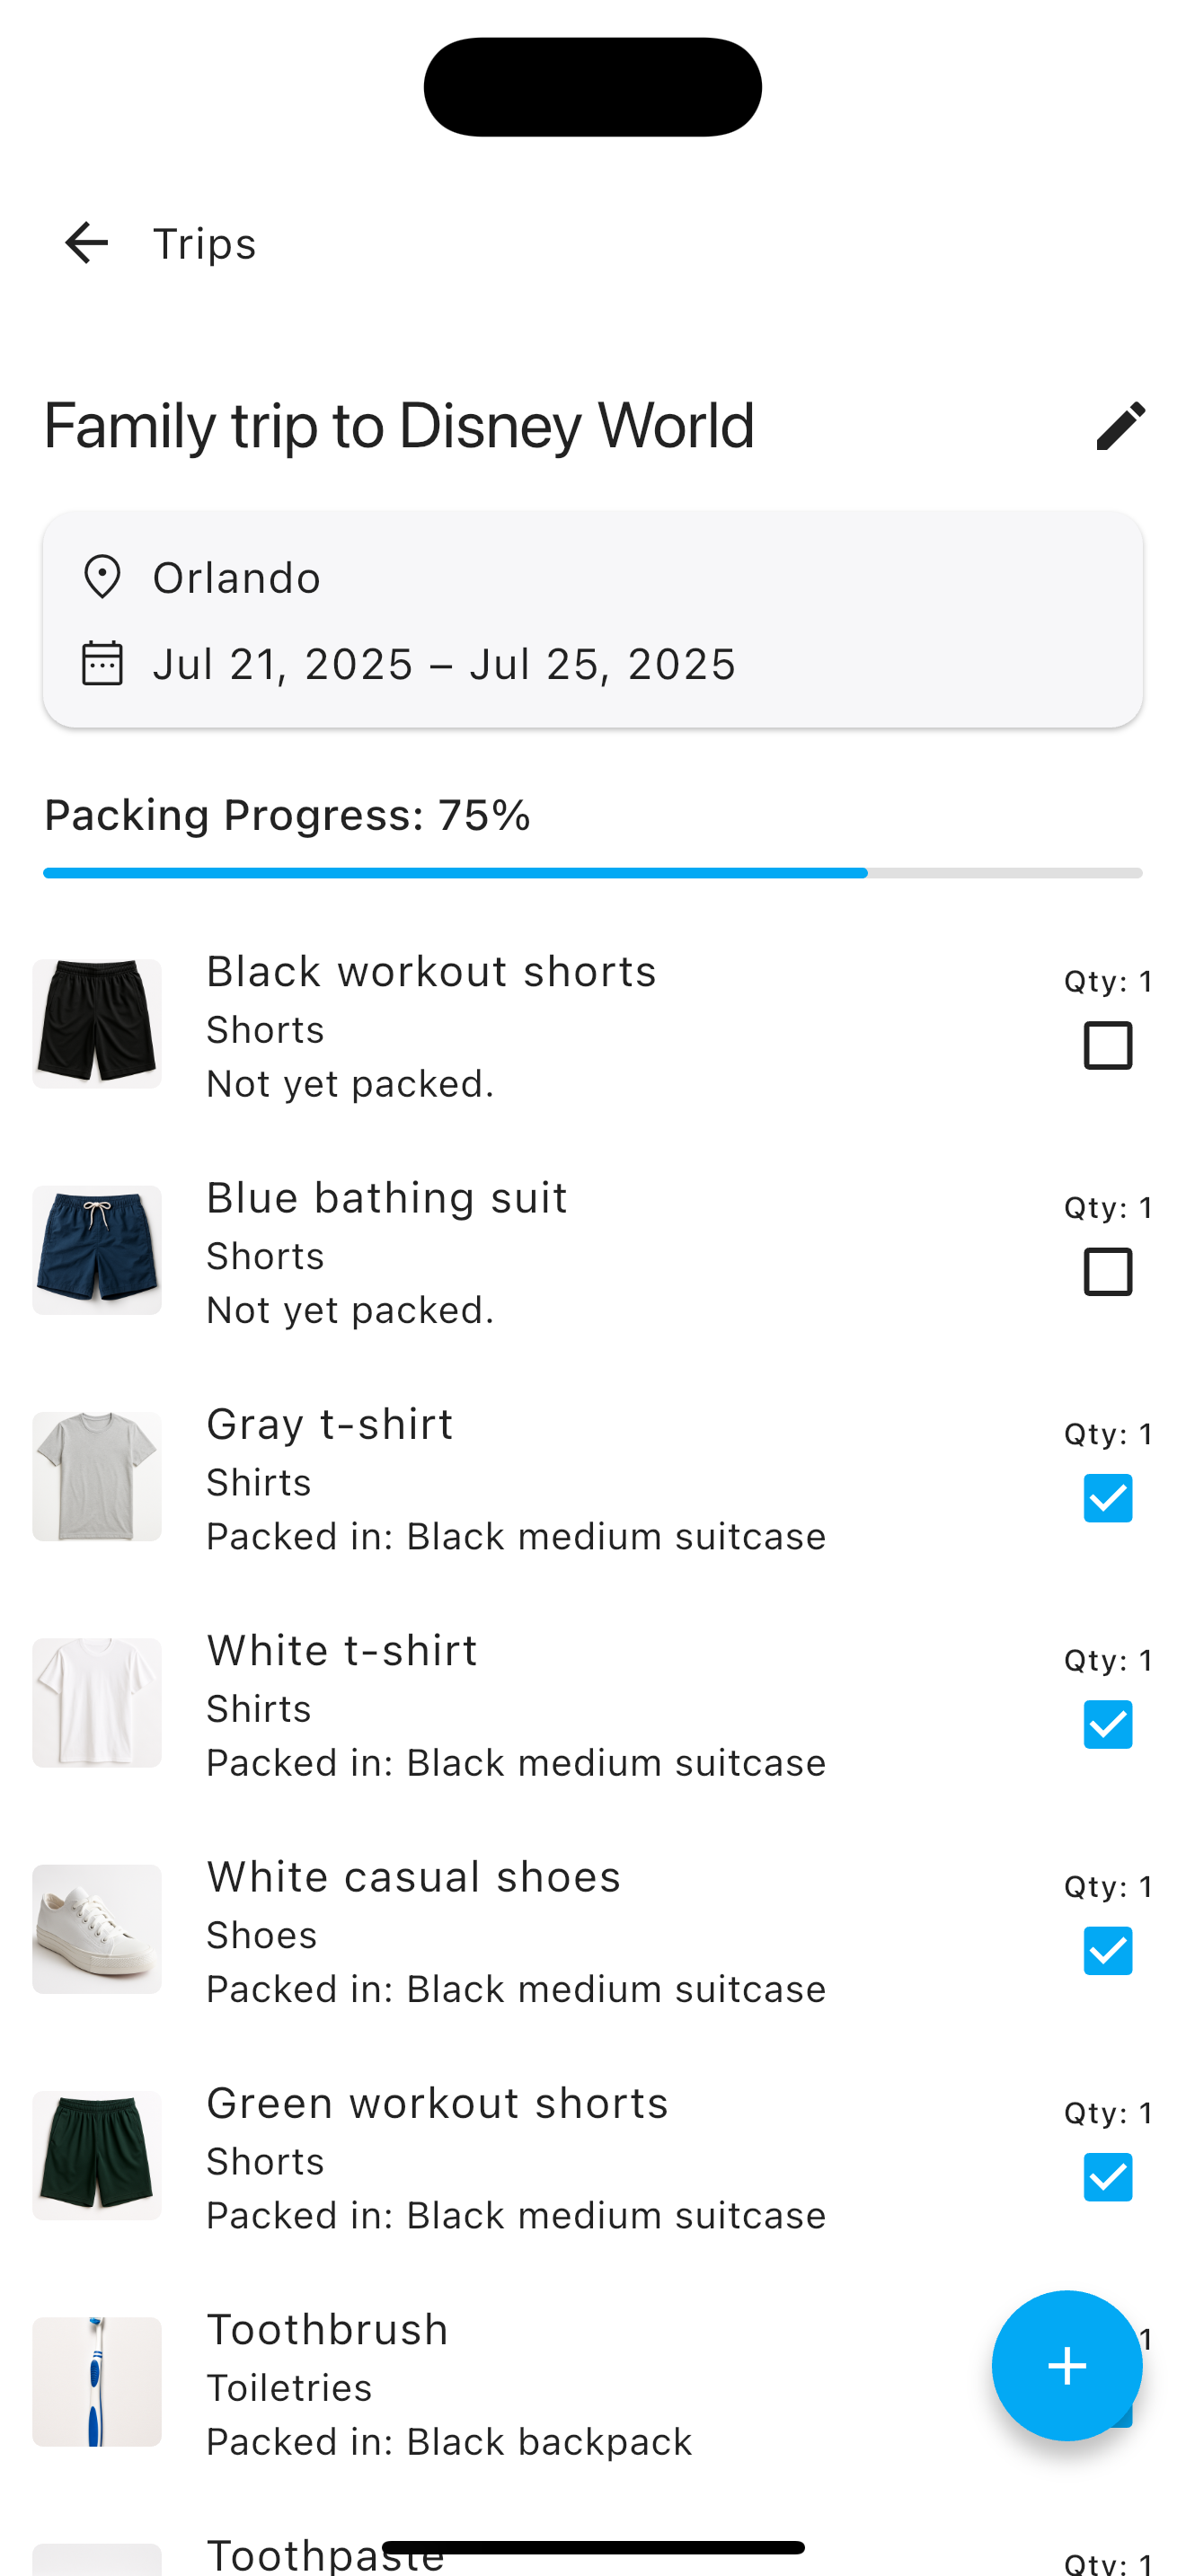 Trips
Family trip to Disney World
Orlando
Jul 21, 2025 – Jul 25, 2025
Packing Progress: 75%
Black workout shorts
Qty: 1
Shorts
Not yet packed.
Blue bathing suit
Qty: 1
Shorts
Not yet packed.
Gray t-shirt
Qty: 1
Shirts
Packed in: Black medium suitcase
White t-shirt
Qty: 1
Shirts
Packed in: Black medium suitcase
White casual shoes
Qty: 1
Shoes
Packed in: Black medium suitcase
Green workout shorts
Qty: 1
Shorts
Packed in: Black medium suitcase
Toothbrush
1
Toiletries
Packed in: Black backpack
Toothpaste
Qty: 1